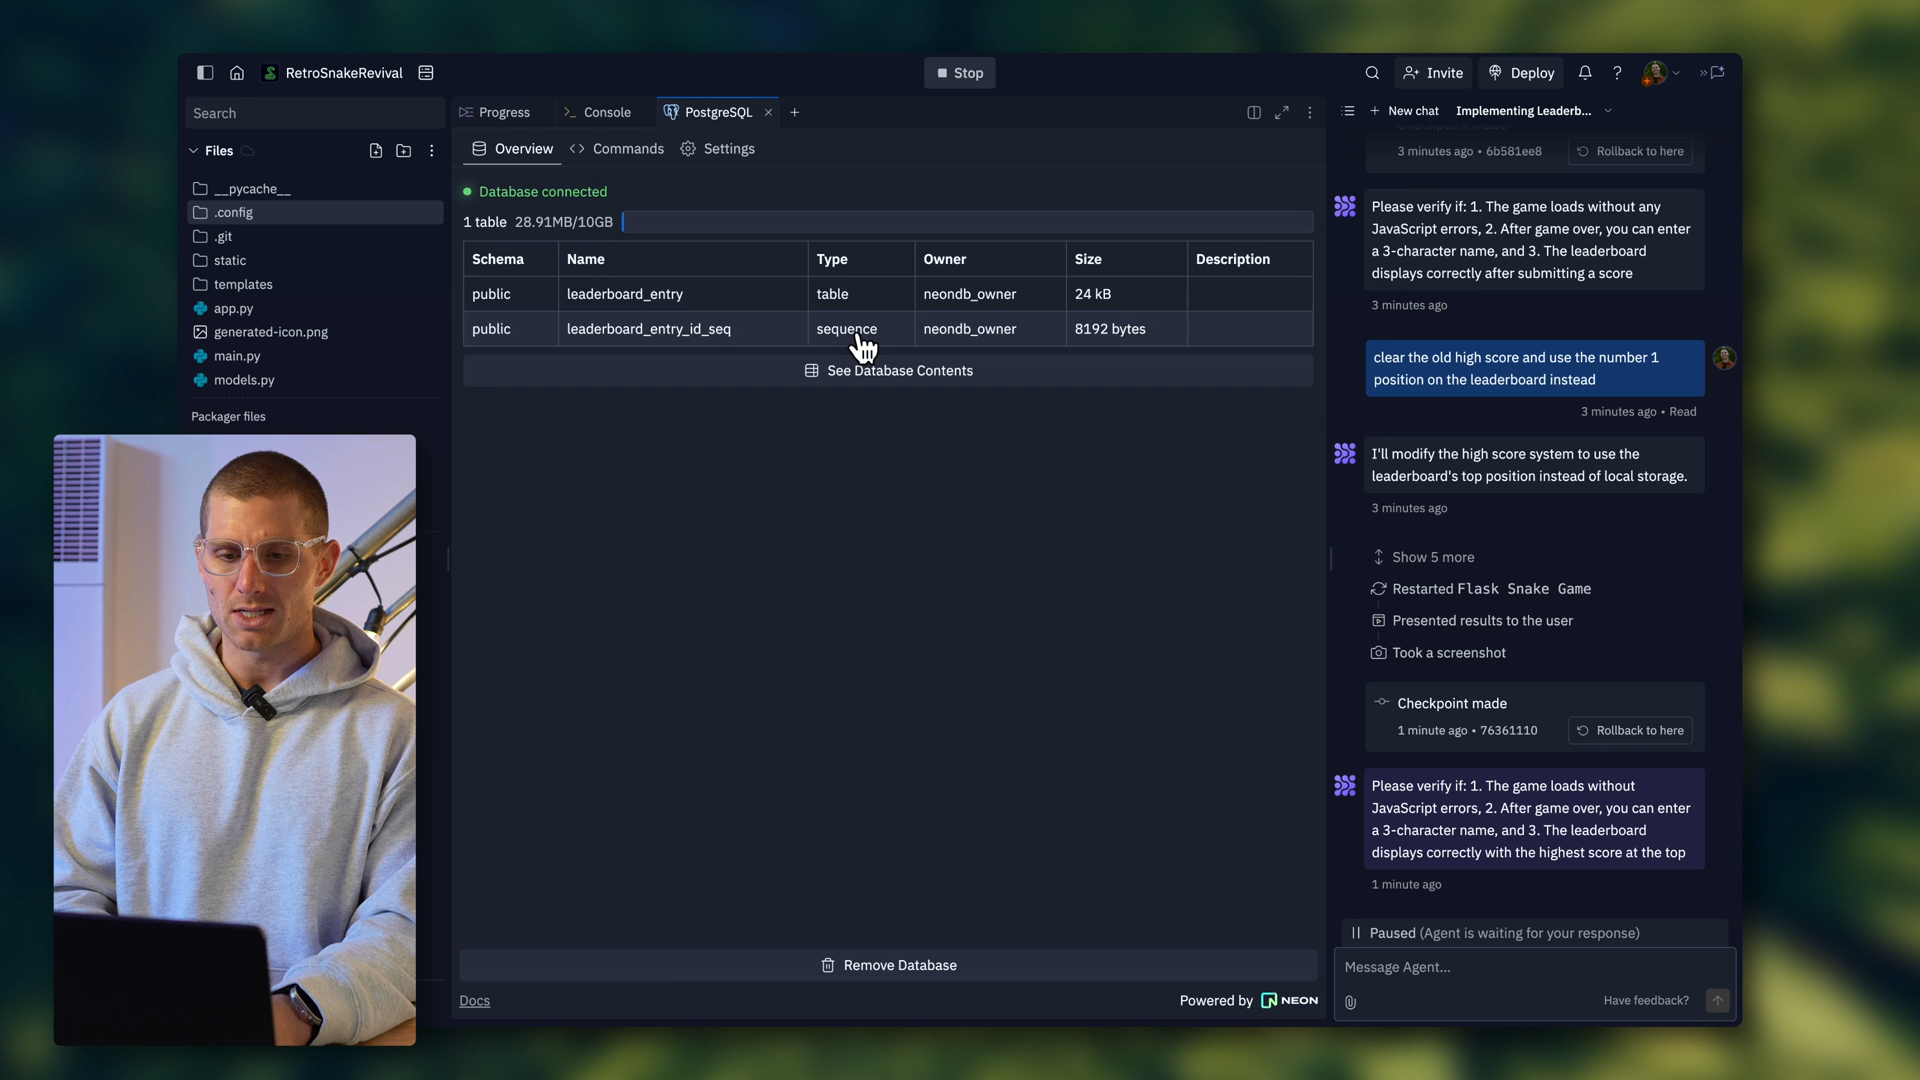 RetroSnakeRevival
Stop
Invite
Deploy
Search
Progress
Console
PostgreSQL
New chat
Implementing Leaderb...
Files
Overview
Commands
Settings
__pycache__
.config
.git
static
templates
app.py
generated-icon.png
main.py
models.py
Packager files
Database connected
1 table 28.91MB/10GB
Schema Name Type Owner Size Description
public leaderboard_entry table neondb_owner 24 kB
public leaderboard_entry_id_seq sequence neondb_owner 8192 bytes
See Database Contents
Remove Database
Docs
Powered by NEON
Checkpoint made
3 minutes ago • 6b581ee8
Rollback to here
Please verify if: 1. The game loads without any
JavaScript errors, 2. After game over, you can enter
a 3-character name, and 3. The leaderboard
displays correctly after submitting a score
3 minutes ago
clear the old high score and use the number 1
position on the leaderboard instead
3 minutes ago • Read
I'll modify the high score system to use the
leaderboard's top position instead of local storage.
3 minutes ago
Show 5 more
Restarted Flask Snake Game
Presented results to the user
Took a screenshot
Checkpoint made
1 minute ago • 76361110
Rollback to here
Please verify if: 1. The game loads without
JavaScript errors, 2. After game over, you can enter
a 3-character name, and 3. The leaderboard
displays correctly with the highest score at the top
1 minute ago
Paused (Agent is waiting for your response)
Message Agent...
Have feedback?